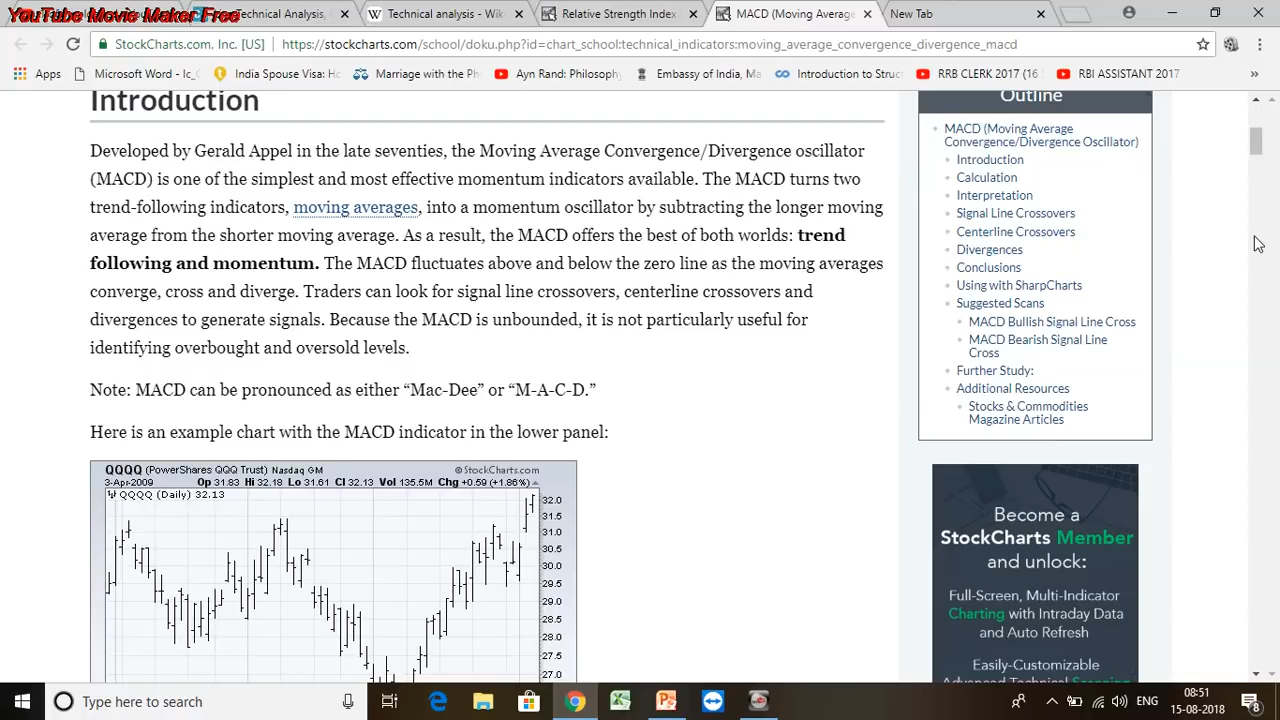 YouTube Movie Maker Free
Technical Analysis,
Technical analysis - Wiki
Relative Strength Index
MACD (Moving Average
New Tab
StockCharts.com, Inc. [US]
https://stockcharts.com/school/doku.php?id=chart_school:technical_indicators:moving_average_convergence_divergence_macd
Apps
Microsoft Word - lc_
India Spouse Visa: Ho
Marriage with the Ph
Ayn Rand: Philosophy
Embassy of India, Ma
Introduction to Struc
RRB CLERK 2017 (16
RBI ASSISTANT 2017
»
Introduction
Developed by Gerald Appel in the late seventies, the Moving Average Convergence/Divergence oscillator
(MACD) is one of the simplest and most effective momentum indicators available. The MACD turns two
trend-following indicators, moving averages, into a momentum oscillator by subtracting the longer moving
average from the shorter moving average. As a result, the MACD offers the best of both worlds: trend
following and momentum. The MACD fluctuates above and below the zero line as the moving averages
converge, cross and diverge. Traders can look for signal line crossovers, centerline crossovers and
divergences to generate signals. Because the MACD is unbounded, it is not particularly useful for
identifying overbought and oversold levels.
Note: MACD can be pronounced as either “Mac-Dee” or “M-A-C-D.”
Here is an example chart with the MACD indicator in the lower panel:
QQQQ (PowerShares QQQ Trust) Nasdaq GM
© StockCharts.com
3-Apr-2009
Op 31.83 Hi 32.18 Lo 31.61 Cl 32.13 Vol 135.5M Chg +0.59 (+1.86%)
QQQQ (Daily) 32.13
32.0
31.5
31.0
30.5
30.0
29.5
29.0
28.5
28.0
27.5
27.0
Outline
MACD (Moving Average
Convergence/Divergence Oscillator)
Introduction
Calculation
Interpretation
Signal Line Crossovers
Centerline Crossovers
Divergences
Conclusions
Using with SharpCharts
Suggested Scans
MACD Bullish Signal Line Cross
MACD Bearish Signal Line
Cross
Further Study:
Additional Resources
Stocks & Commodities
Magazine Articles
Become a
StockCharts Member
and unlock:
Full-Screen, Multi-Indicator
Charting with Intraday Data
and Auto Refresh
Easily-Customizable
Advanced Technical Scanning
Type here to search
ENG
08:51
15-08-2018
8